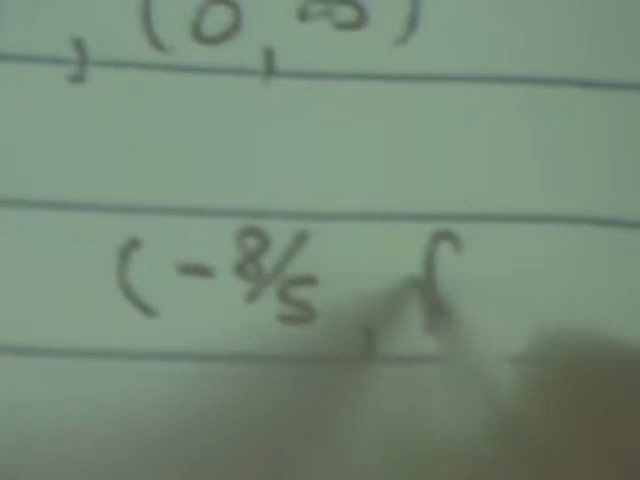 , (0, ∞)
(-8/5, f